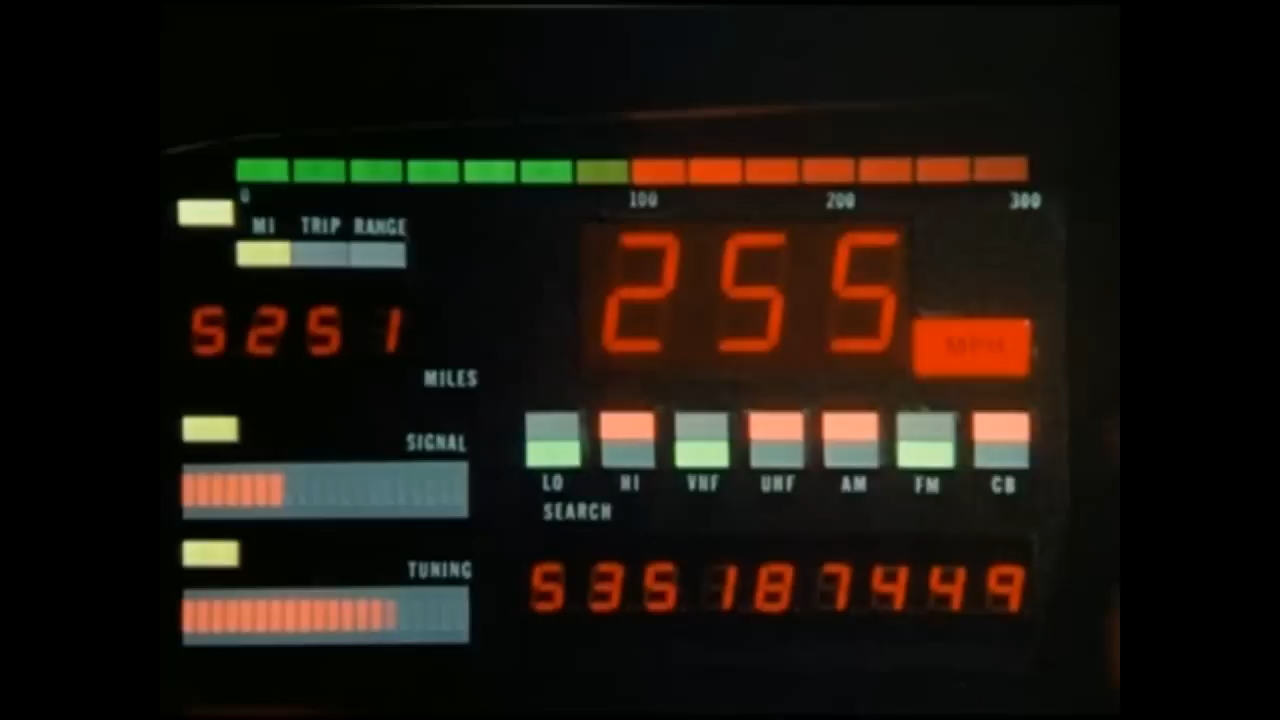 0 100 200 300
MI TRIP RANGE
255
MPH
5251
MILES
SIGNAL
LO HI VHF UHF AM FM CB
SEARCH
TUNING
535187449